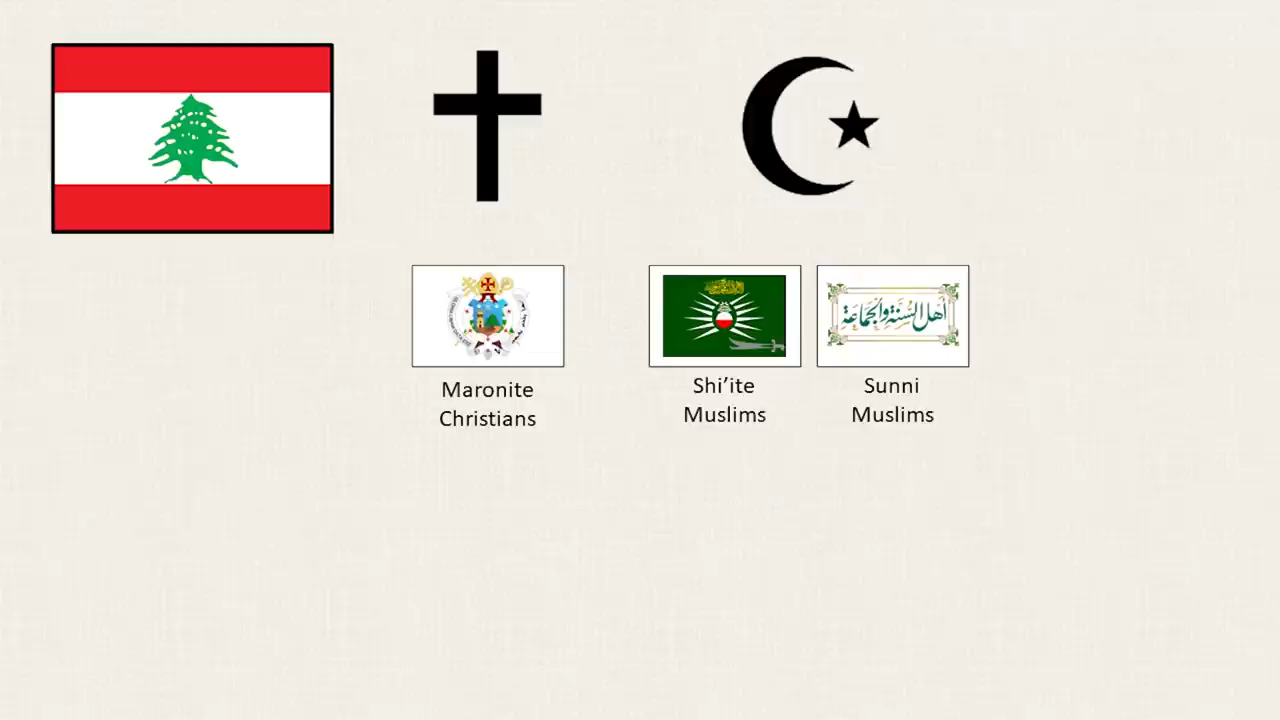 Maronite
Christians
Shi’ite
Muslims
أهل السنة والجماعة
Sunni
Muslims